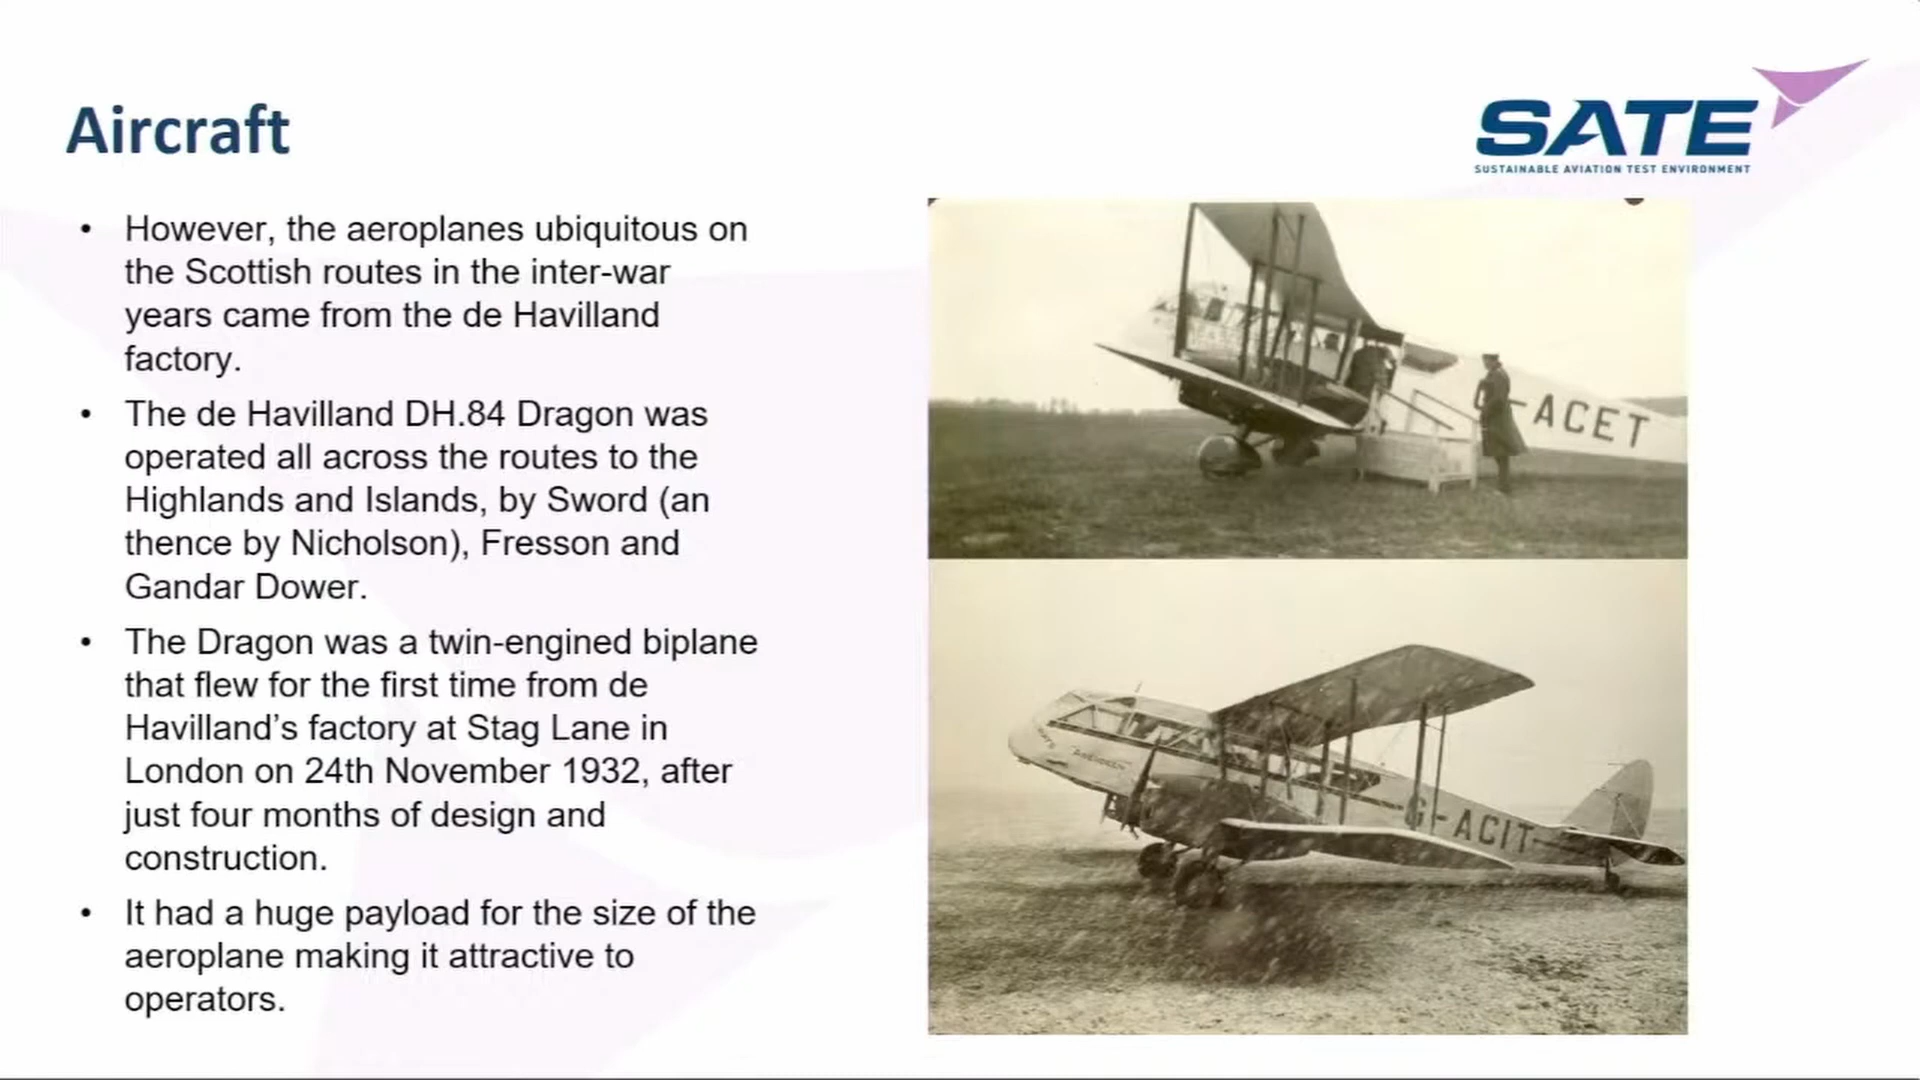 Aircraft
SATE
SUSTAINABLE AVIATION TEST ENVIRONMENT
• However, the aeroplanes ubiquitous on
the Scottish routes in the inter-war
years came from the de Havilland
factory.
• The de Havilland DH.84 Dragon was
operated all across the routes to the
Highlands and Islands, by Sword (an
thence by Nicholson), Fresson and
Gandar Dower.
• The Dragon was a twin-engined biplane
that flew for the first time from de
Havilland’s factory at Stag Lane in
London on 24th November 1932, after
just four months of design and
construction.
• It had a huge payload for the size of the
aeroplane making it attractive to
operators.
-ACET
G-ACIT